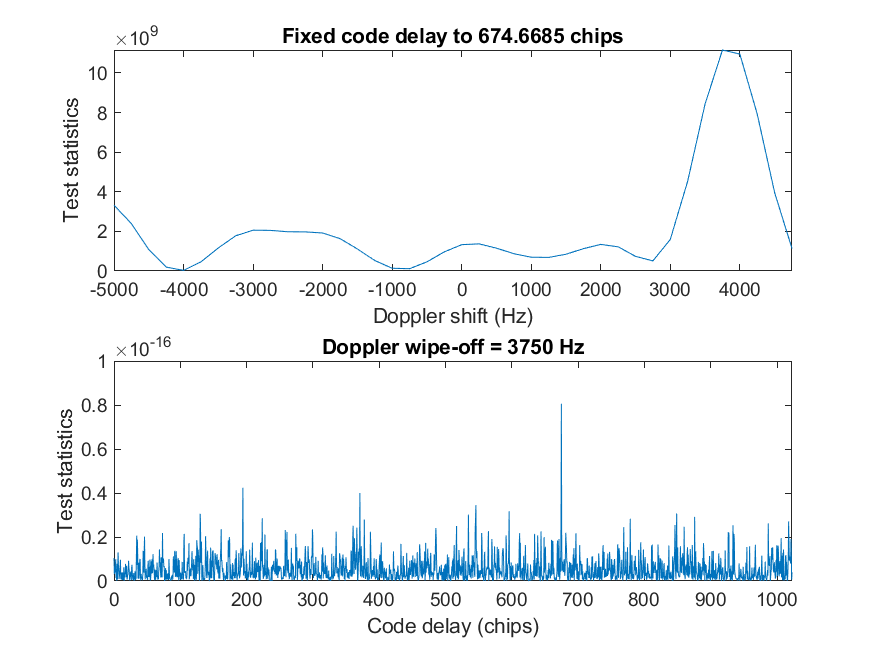 ×10^9
Fixed code delay to 674.6685 chips
Test statistics
10
8
6
4
2
0
-5000 -4000 -3000 -2000 -1000 0 1000 2000 3000 4000
Doppler shift (Hz)
×10^-16
Doppler wipe-off = 3750 Hz
Test statistics
1
0.8
0.6
0.4
0.2
0
0 100 200 300 400 500 600 700 800 900 1000
Code delay (chips)